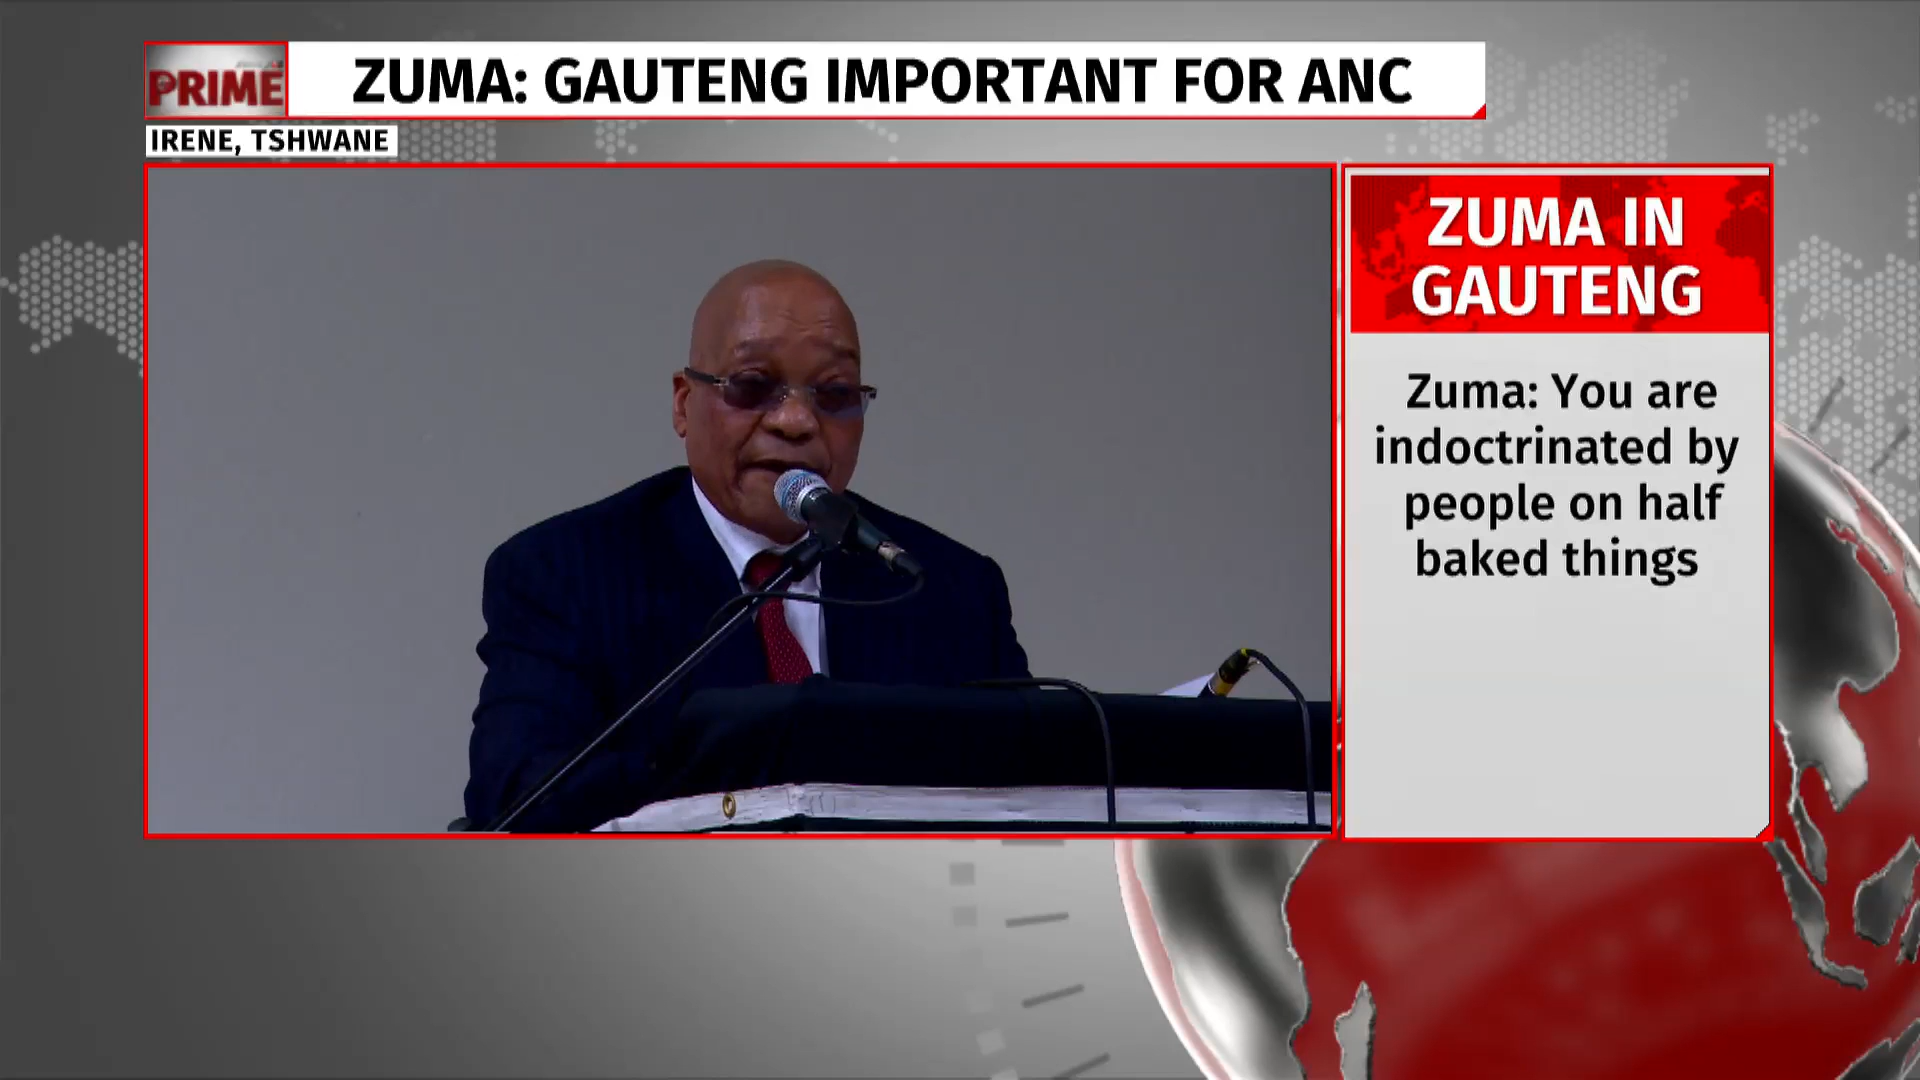 PRIME
ZUMA: GAUTENG IMPORTANT FOR ANC
IRENE, TSHWANE
ZUMA IN
GAUTENG
Zuma: You are
indoctrinated by
people on half
baked things